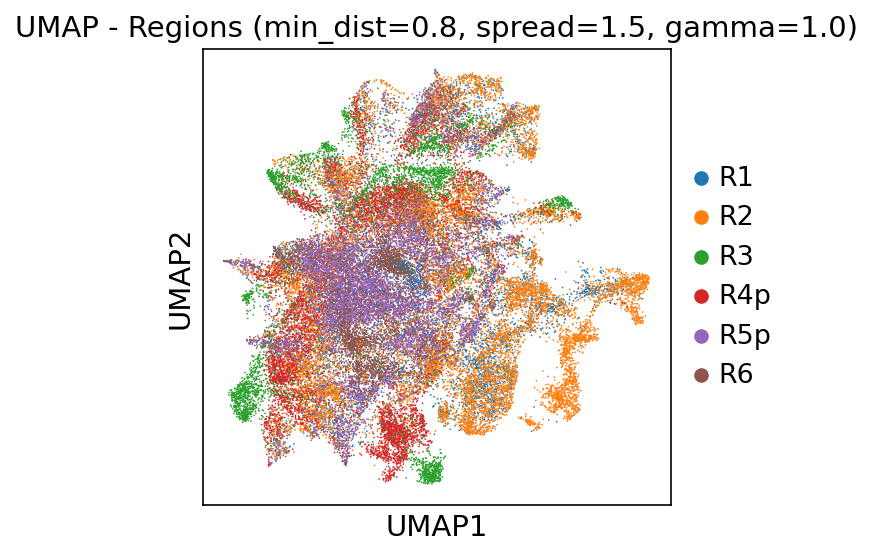 UMAP - Regions (min_dist=0.8, spread=1.5, gamma=1.0)
UMAP2
R1
R2
R3
R4p
R5p
R6
UMAP1